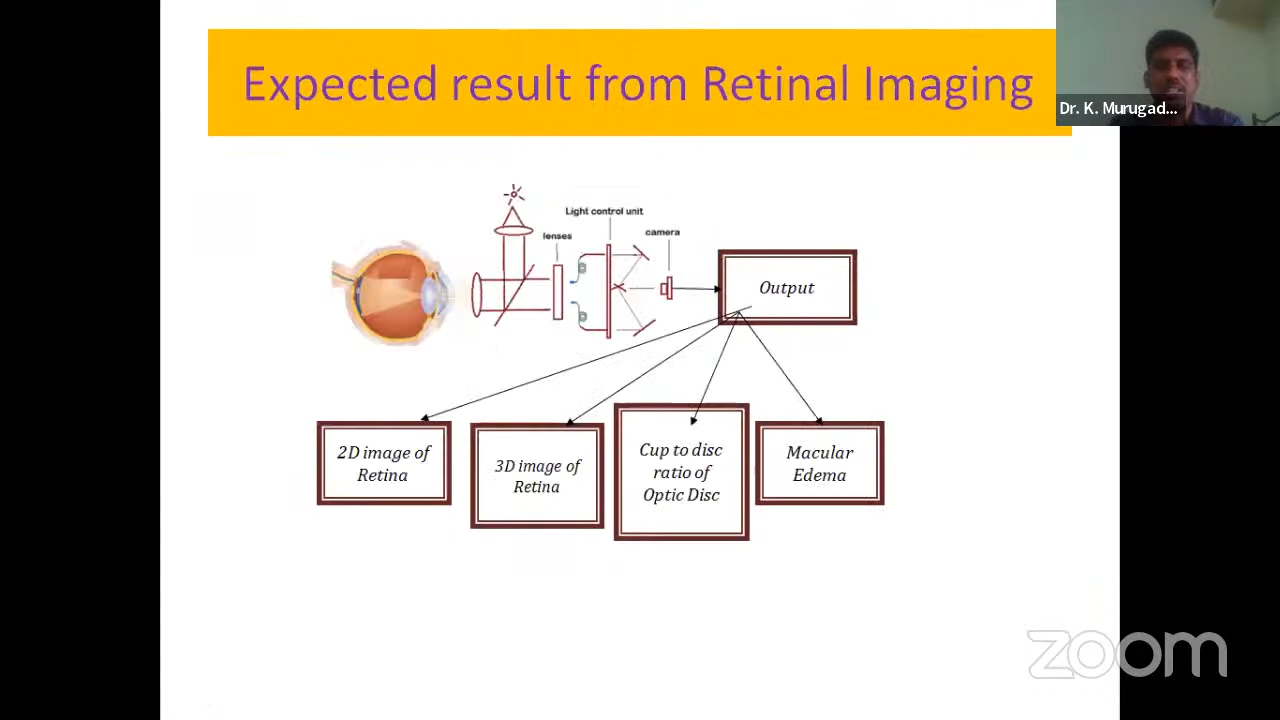 Expected result from Retinal Imaging
Dr. K. Murugad...
Light control unit
lenses
camera
Output
2D image of
Retina
3D image of
Retina
Cup to disc
ratio of
Optic Disc
Macular
Edema
zoom